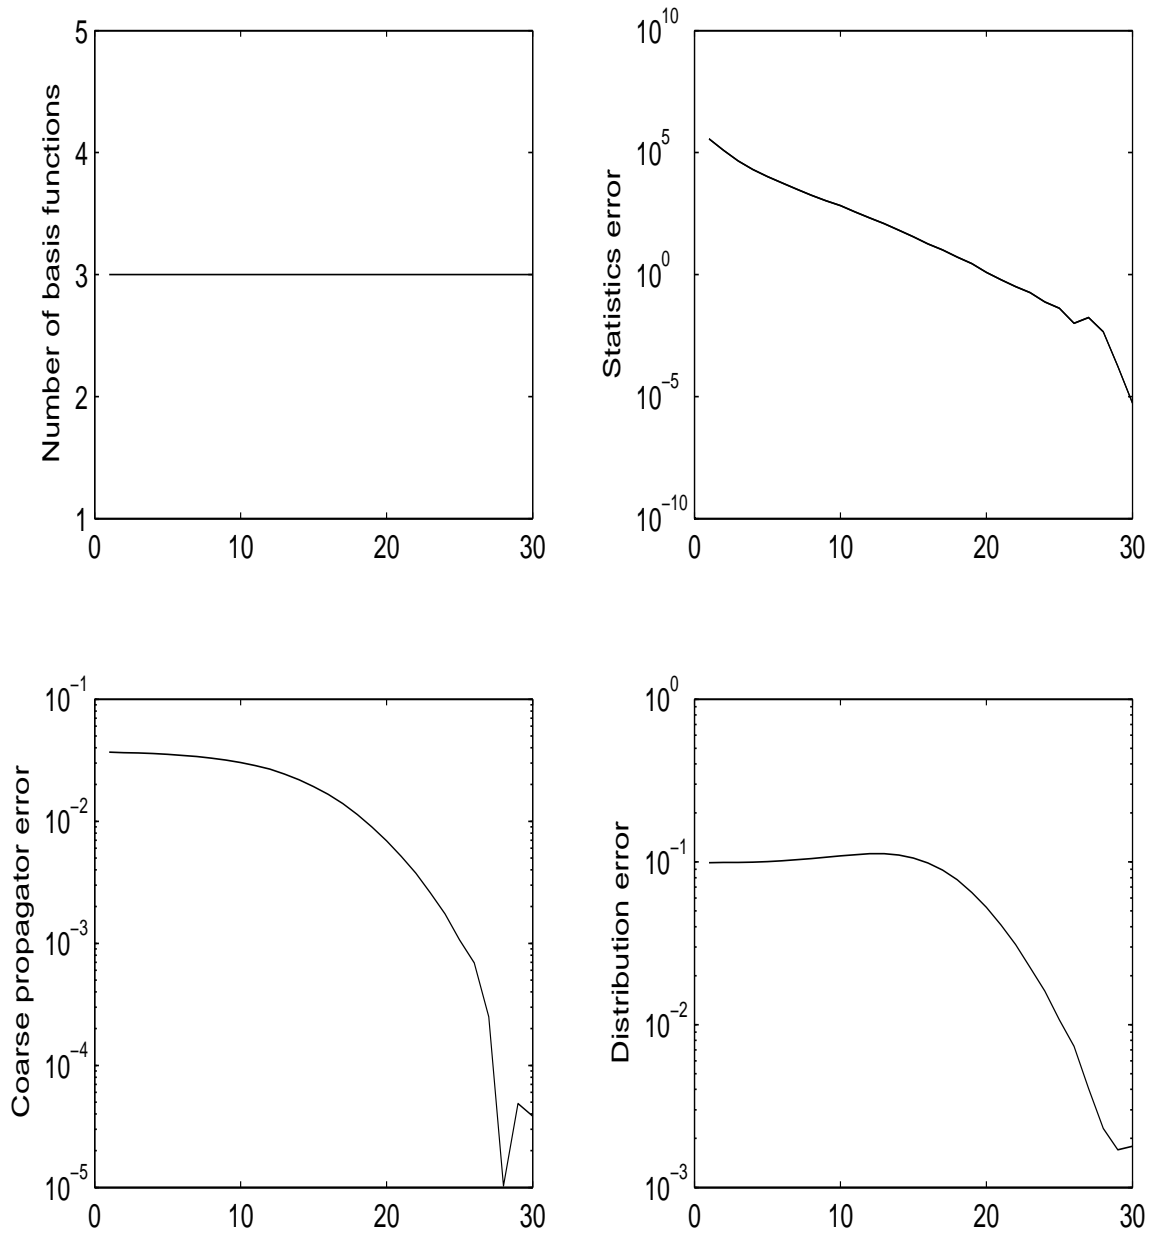 Number of basis functions
5
4
3
2
1
0 10 20 30
Statistics error
10^10
10^5
10^0
10^−5
10^−10
0 10 20 30
Coarse propagator error
10^−1
10^−2
10^−3
10^−4
10^−5
0 10 20 30
Distribution error
10^0
10^−1
10^−2
10^−3
0 10 20 30